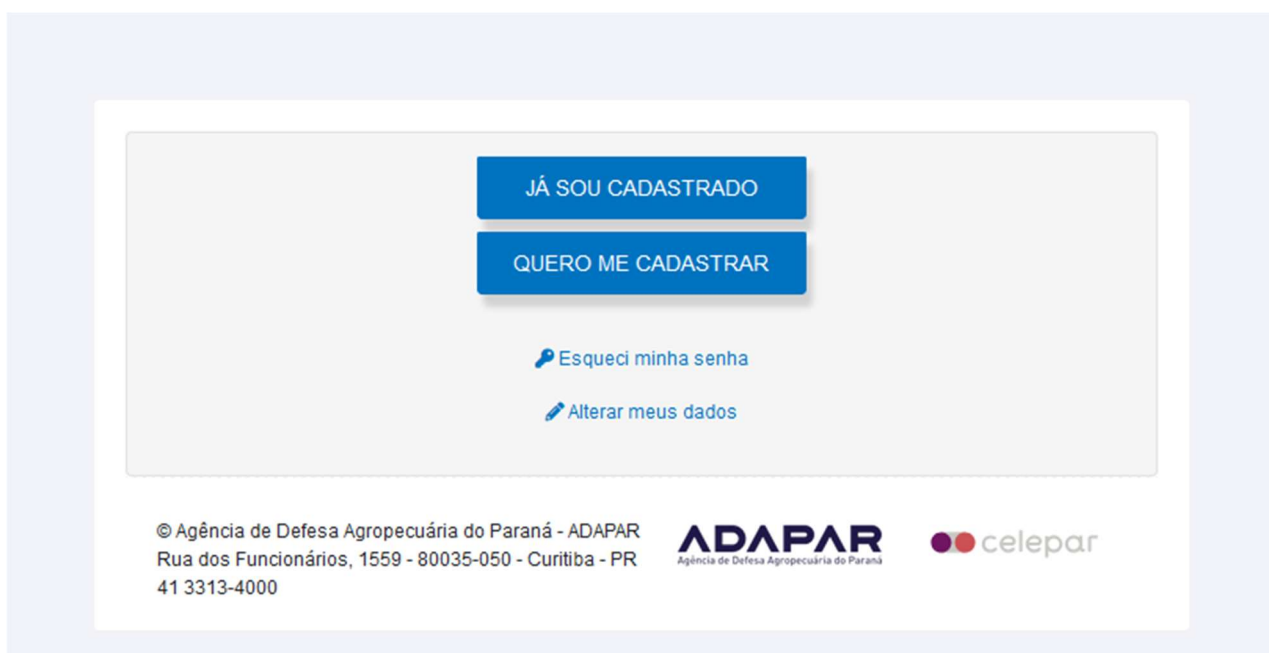 JÁ SOU CADASTRADO
QUERO ME CADASTRAR
Esqueci minha senha
Alterar meus dados
© Agência de Defesa Agropecuária do Paraná - ADAPAR
Rua dos Funcionários, 1559 - 80035-050 - Curitiba - PR
41 3313-4000
ADAPAR
Agência de Defesa Agropecuária do Paraná
celepar